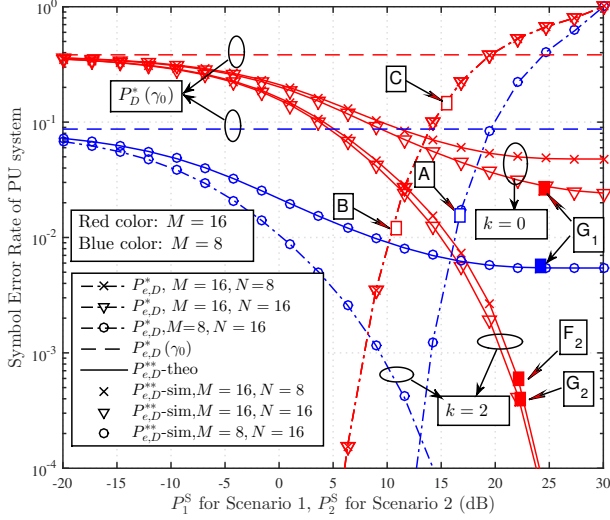 Symbol Error Rate of PU system
10^0
10^-1
10^-2
10^-3
10^-4
C
P_D^* (γ_0)
A
B
k = 0
G_1
Red color: M = 16
Blue color: M = 8
P_{e,D}^*, M = 16, N = 8
P_{e,D}^*, M = 16, N = 16
P_{e,D}^*, M=8, N = 16
P_{e,D}^* (γ_0)
P_{e,D}^{**}-theo
P_{e,D}^{**}-sim, M = 16, N = 8
P_{e,D}^{**}-sim, M = 16, N = 16
P_{e,D}^{**}-sim, M = 8, N = 16
F_2
G_2
k = 2
-20 -15 -10 -5 0 5 10 15 20 25 30
P_1^S for Scenario 1, P_2^S for Scenario 2 (dB)